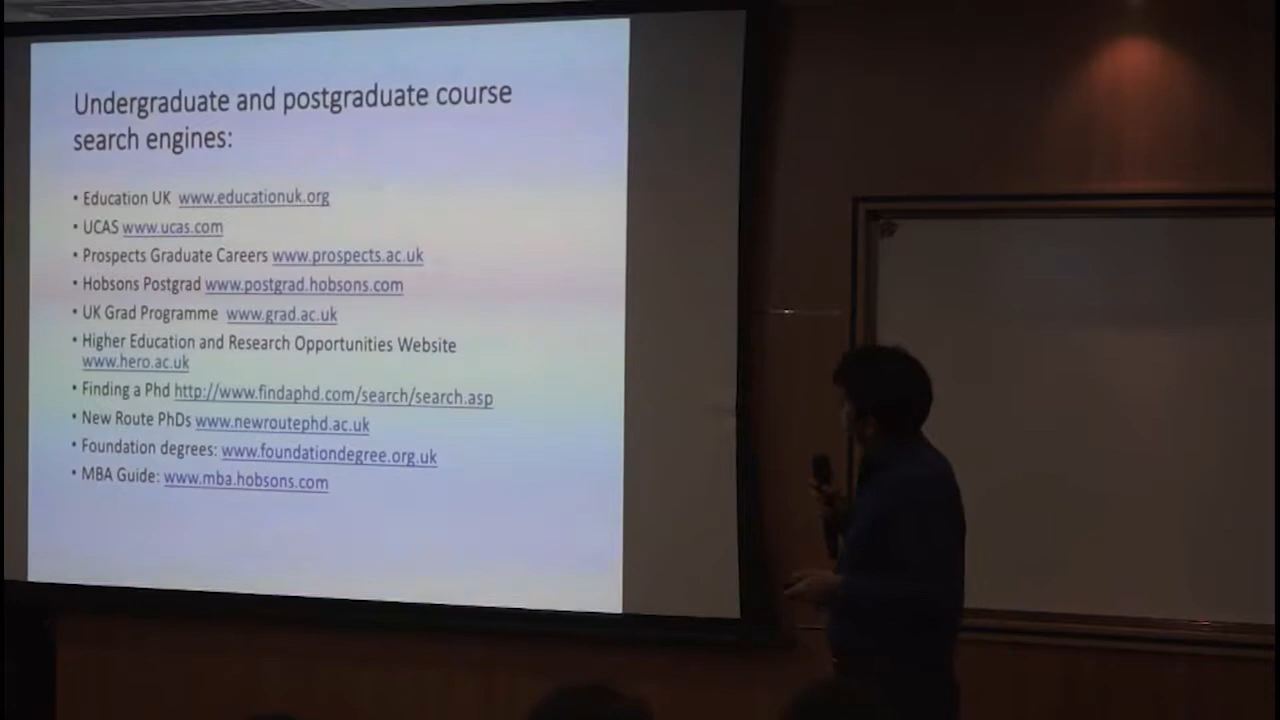 Undergraduate and postgraduate course
search engines:
• Education UK www.educationuk.org
• UCAS www.ucas.com
• Prospects Graduate Careers www.prospects.ac.uk
• Hobsons Postgrad www.postgrad.hobsons.com
• UK Grad Programme www.grad.ac.uk
• Higher Education and Research Opportunities Website
www.hero.ac.uk
• Finding a Phd http://www.findaphd.com/search/search.asp
• New Route PhDs www.newroutephd.ac.uk
• Foundation degrees: www.foundationdegree.org.uk
• MBA Guide: www.mba.hobsons.com